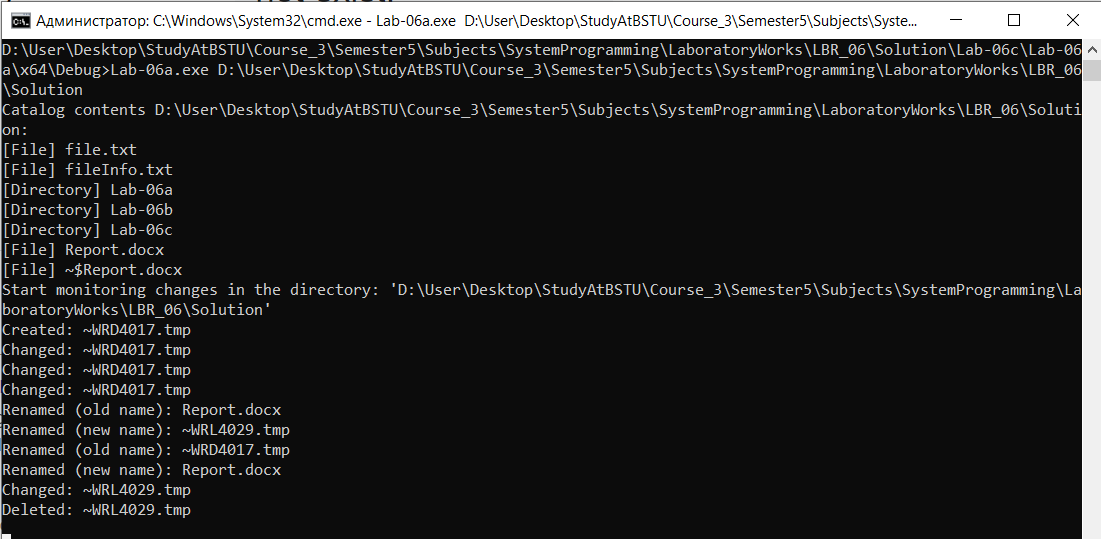 Администратор: C:\Windows\System32\cmd.exe - Lab-06a.exe D:\User\Desktop\StudyAtBSTU\Course_3\Semester5\Subjects\Syste...
D:\User\Desktop\StudyAtBSTU\Course_3\Semester5\Subjects\SystemProgramming\LaboratoryWorks\LBR_06\Solution\Lab-06c\Lab-06
a\x64\Debug>Lab-06a.exe D:\User\Desktop\StudyAtBSTU\Course_3\Semester5\Subjects\SystemProgramming\LaboratoryWorks\LBR_06
\Solution
Catalog contents D:\User\Desktop\StudyAtBSTU\Course_3\Semester5\Subjects\SystemProgramming\LaboratoryWorks\LBR_06\Soluti
on:
[File] file.txt
[File] fileInfo.txt
[Directory] Lab-06a
[Directory] Lab-06b
[Directory] Lab-06c
[File] Report.docx
[File] ~$Report.docx
Start monitoring changes in the directory: 'D:\User\Desktop\StudyAtBSTU\Course_3\Semester5\Subjects\SystemProgramming\La
boratoryWorks\LBR_06\Solution'
Created: ~WRD4017.tmp
Changed: ~WRD4017.tmp
Changed: ~WRD4017.tmp
Changed: ~WRD4017.tmp
Renamed (old name): Report.docx
Renamed (new name): ~WRL4029.tmp
Renamed (old name): ~WRD4017.tmp
Renamed (new name): Report.docx
Changed: ~WRL4029.tmp
Deleted: ~WRL4029.tmp